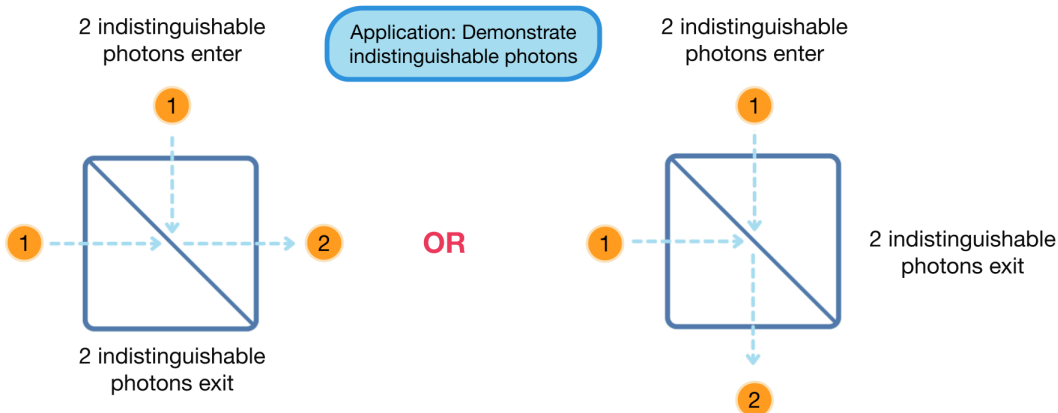 2 indistinguishable
photons enter
Application: Demonstrate
indistinguishable photons
2 indistinguishable
photons enter
1
1
1
2
OR
1
2 indistinguishable
photons exit
2 indistinguishable
photons exit
2